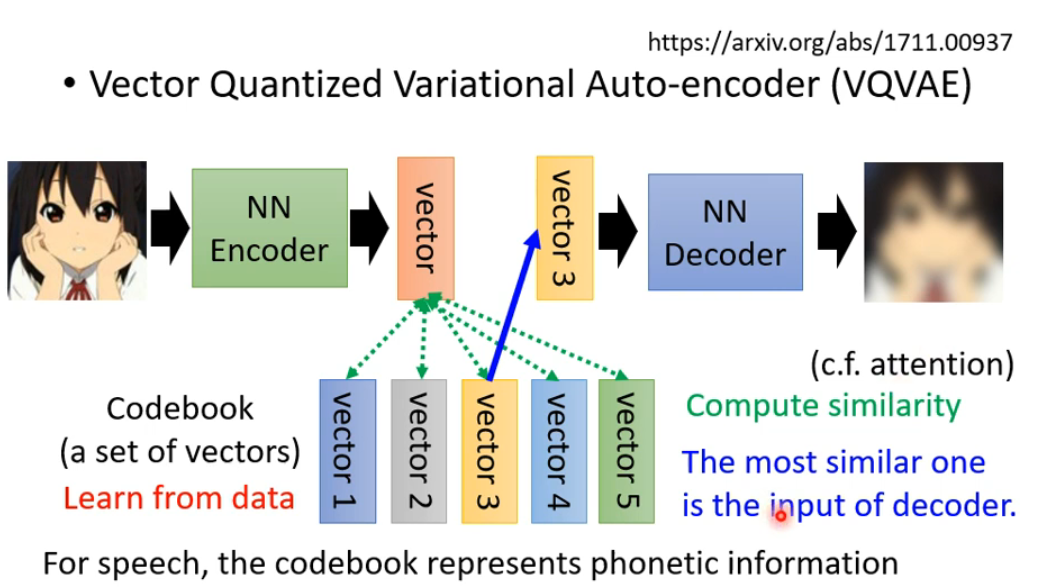 https://arxiv.org/abs/1711.00937
• Vector Quantized Variational Auto-encoder (VQVAE)
NN
Encoder
vector
vector 3
NN
Decoder
(c.f. attention)
Compute similarity
Codebook
(a set of vectors)
Learn from data
vector 1
vector 2
vector 3
vector 4
vector 5
The most similar one
is the input of decoder.
For speech, the codebook represents phonetic information